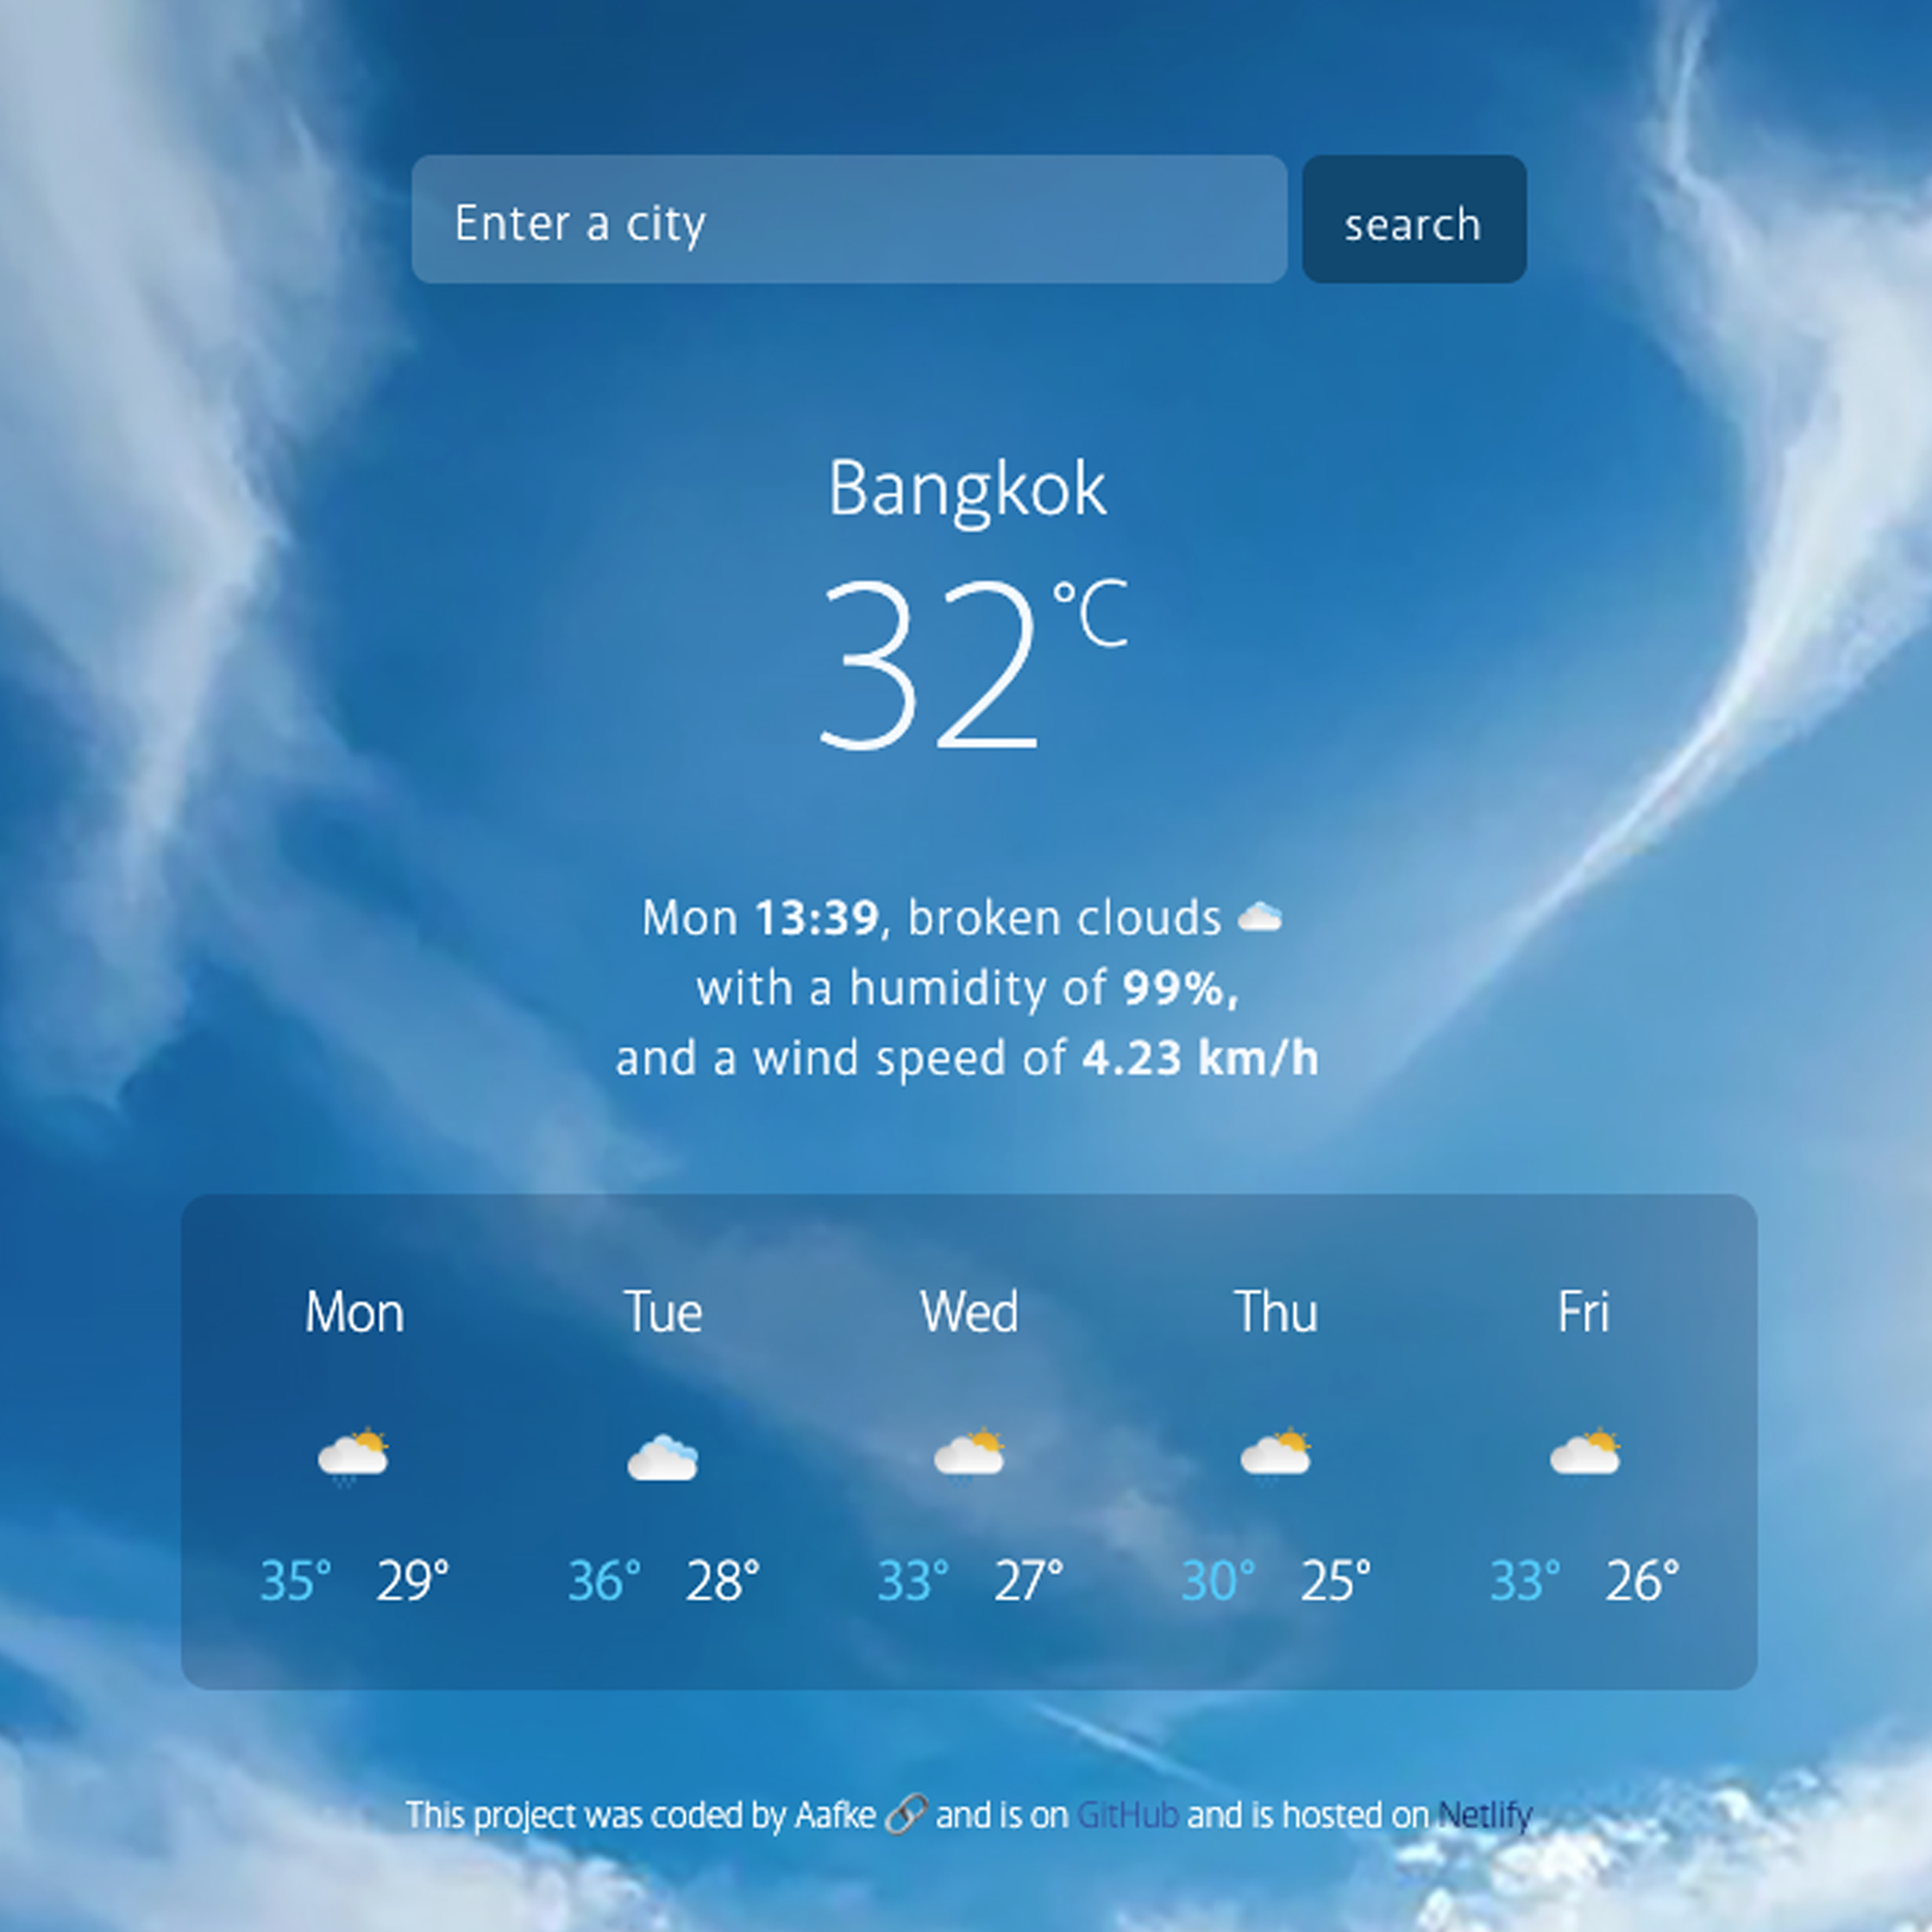 Enter a city
search
Bangkok
32°C
Mon 13:39, broken clouds
with a humidity of 99%,
and a wind speed of 4.23 km/h
Mon Tue Wed Thu Fri
35° 29° 36° 28° 33° 27° 30° 25° 33° 26°
This project was coded by Aafke and is on GitHub and is hosted on Netlify